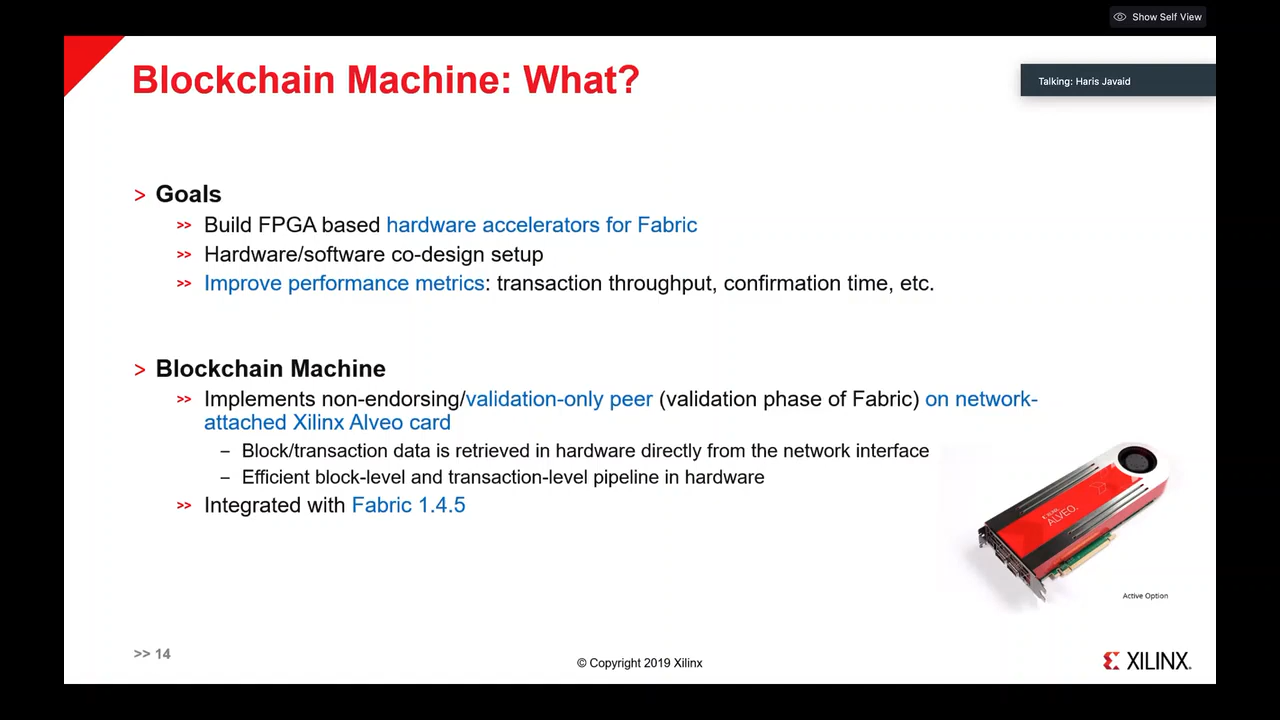 Show Self View
Blockchain Machine: What?
Talking: Haris Javaid
> Goals
>> Build FPGA based hardware accelerators for Fabric
>> Hardware/software co-design setup
>> Improve performance metrics: transaction throughput, confirmation time, etc.
> Blockchain Machine
>> Implements non-endorsing/validation-only peer (validation phase of Fabric) on network-
attached Xilinx Alveo card
– Block/transaction data is retrieved in hardware directly from the network interface
– Efficient block-level and transaction-level pipeline in hardware
>> Integrated with Fabric 1.4.5
XILINX
ALVEO.
Active Option
>> 14
© Copyright 2019 Xilinx
XILINX.